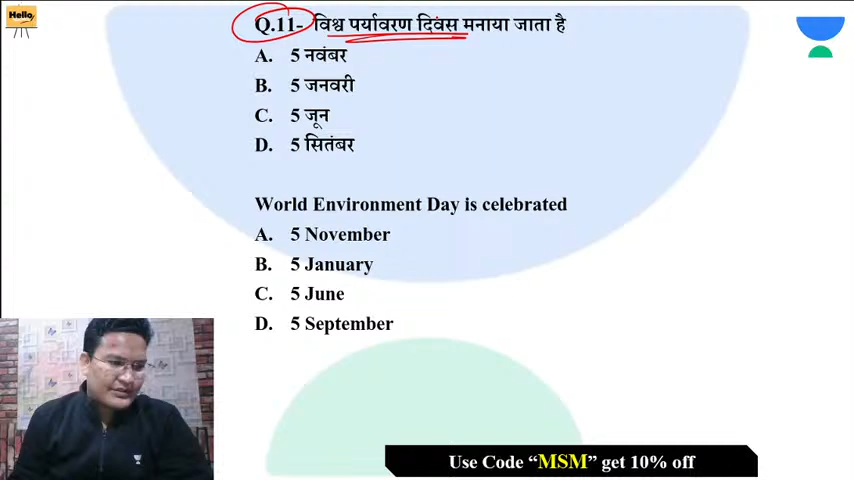 Hello
Q.11- विश्व पर्यावरण दिवस मनाया जाता है
A. 5 नवंबर
B. 5 जनवरी
C. 5 जून
D. 5 सितंबर
World Environment Day is celebrated
A. 5 November
B. 5 January
C. 5 June
D. 5 September
Use Code “MSM” get 10% off